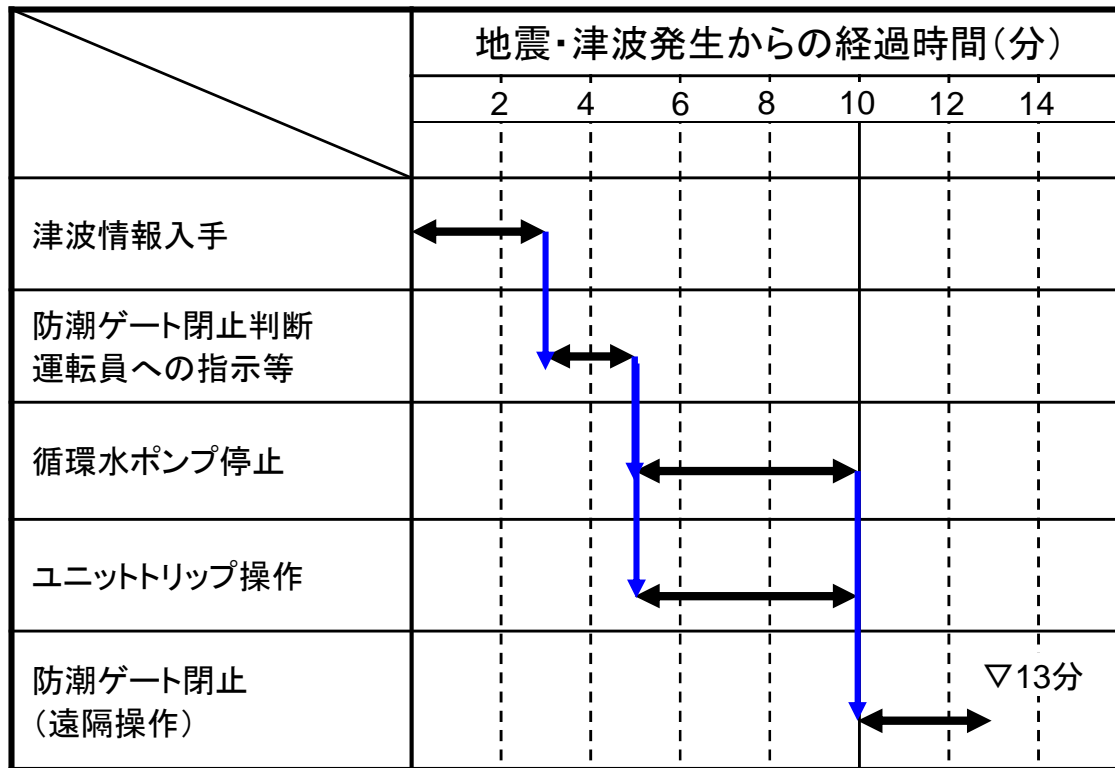 地震・津波発生からの経過時間(分)
2 4 6 8 10 12 14
津波情報入手
防潮ゲート閉止判断
運転員への指示等
循環水ポンプ停止
ユニットトリップ操作
防潮ゲート閉止
(遠隔操作)
▽13分